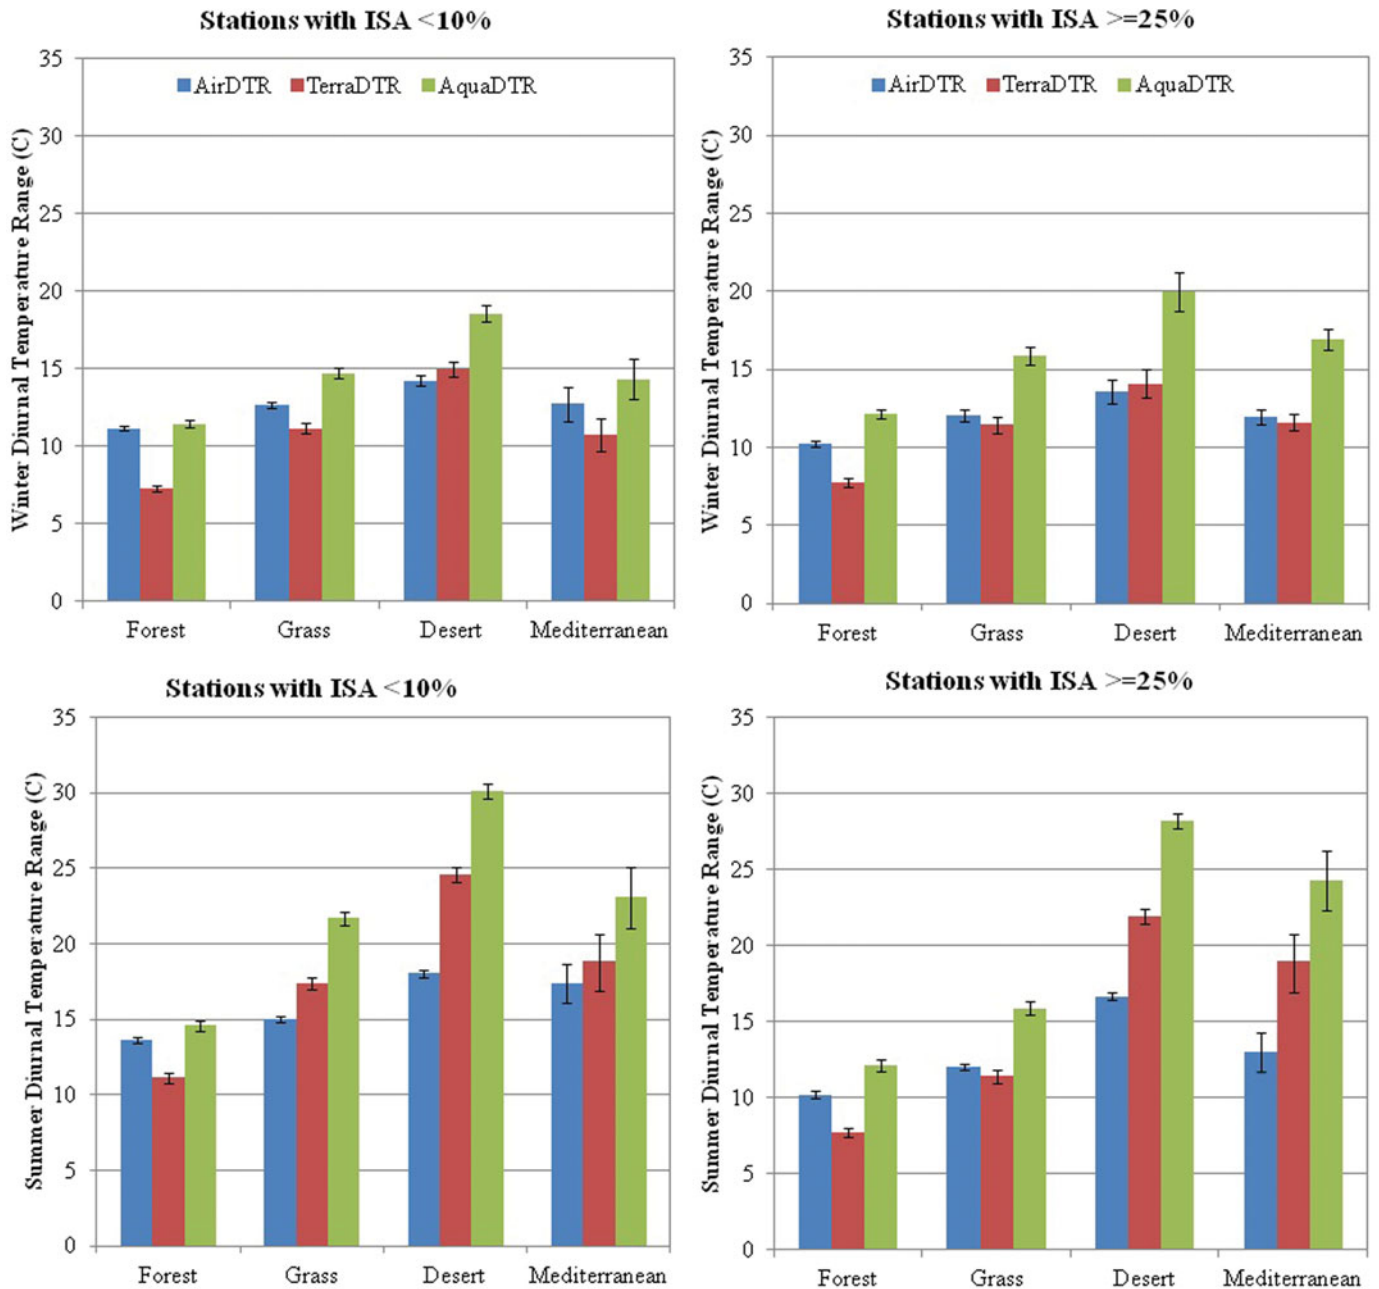 Stations with ISA <10%
Winter Diurnal Temperature Range (C)
AirDTR TerraDTR AquaDTR
35
30
25
20
15
10
5
0
Forest Grass Desert Mediterranean
Stations with ISA >=25%
Winter Diurnal Temperature Range (C)
AirDTR TerraDTR AquaDTR
35
30
25
20
15
10
5
0
Forest Grass Desert Mediterranean
Stations with ISA <10%
Summer Diurnal Temperature Range (C)
35
30
25
20
15
10
5
0
Forest Grass Desert Mediterranean
Stations with ISA >=25%
Summer Diurnal Temperature Range (C)
35
30
25
20
15
10
5
0
Forest Grass Desert Mediterranean